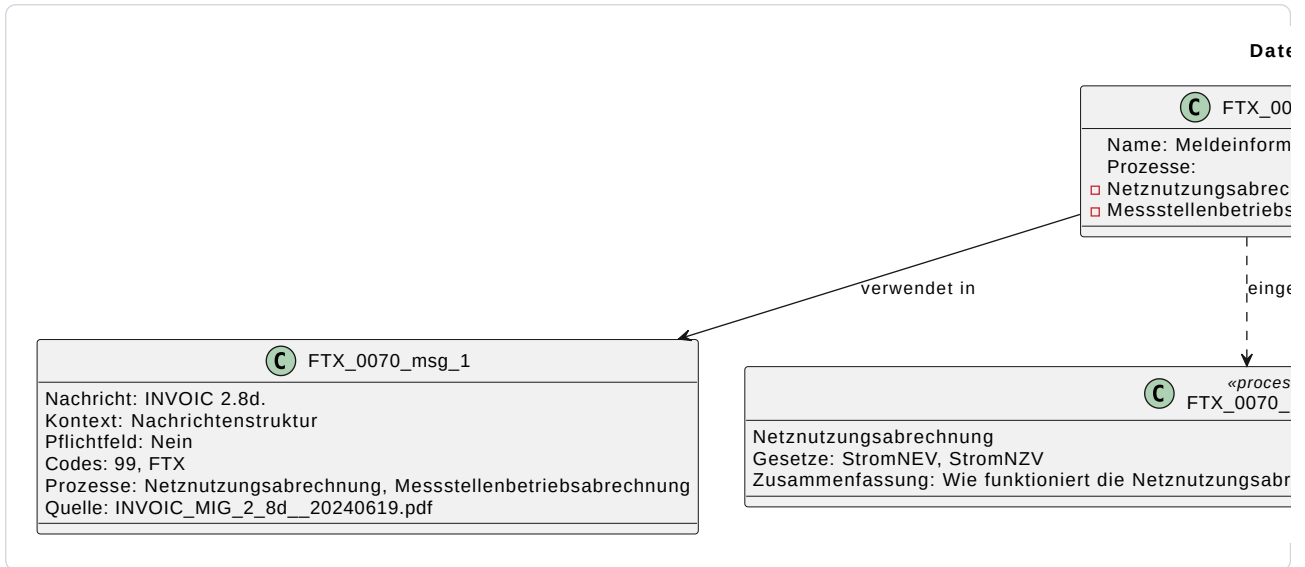 Date
C FTX_00
Name: Meldeinform
Prozesse:
Netznutzungsabrec
Messstellenbetriebs
verwendet in
einge
C FTX_0070_msg_1
Nachricht: INVOIC 2.8d.
Kontext: Nachrichtenstruktur
Pflichtfeld: Nein
Codes: 99, FTX
Prozesse: Netznutzungsabrechnung, Messstellenbetriebsabrechnung
Quelle: INVOIC_MIG_2_8d__20240619.pdf
«proces
C FTX_0070_
Netznutzungsabrechnung
Gesetze: StromNEV, StromNZV
Zusammenfassung: Wie funktioniert die Netznutzungsabr